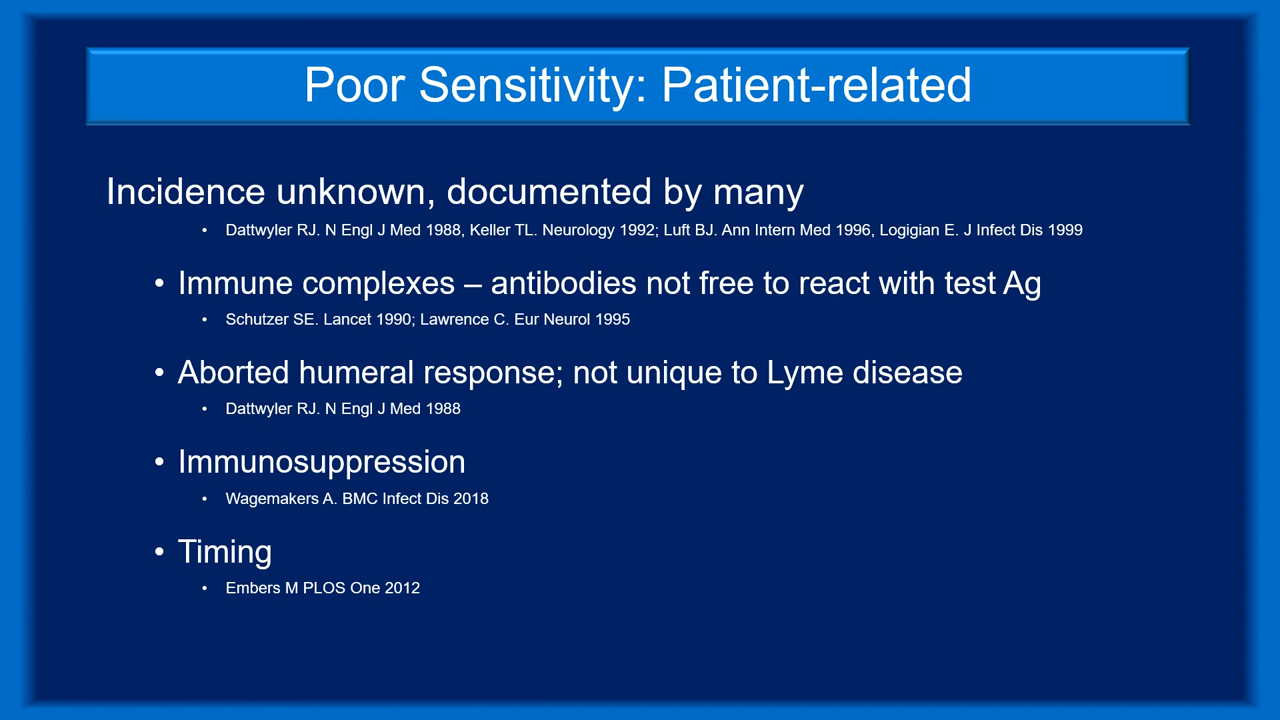 Poor Sensitivity: Patient-related
Incidence unknown, documented by many
• Dattwyler RJ. N Engl J Med 1988, Keller TL. Neurology 1992; Luft BJ. Ann Intern Med 1996, Logigian E. J Infect Dis 1999
• Immune complexes – antibodies not free to react with test Ag
• Schutzer SE. Lancet 1990; Lawrence C. Eur Neurol 1995
• Aborted humeral response; not unique to Lyme disease
• Dattwyler RJ. N Engl J Med 1988
• Immunosuppression
• Wagemakers A. BMC Infect Dis 2018
• Timing
• Embers M PLOS One 2012